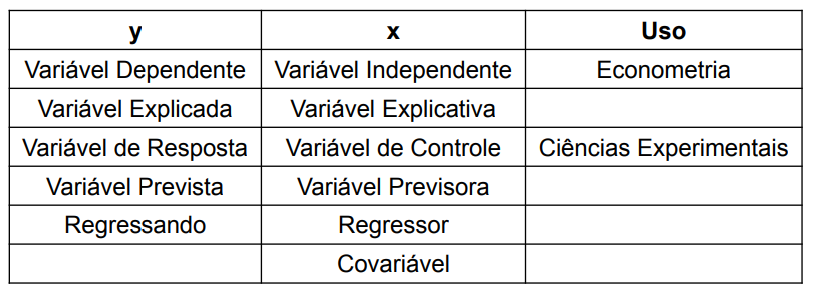 y x Uso
Variável Dependente Variável Independente Econometria
Variável Explicada Variável Explicativa
Variável de Resposta Variável de Controle Ciências Experimentais
Variável Prevista Variável Previsora
Regressando Regressor
Covariável